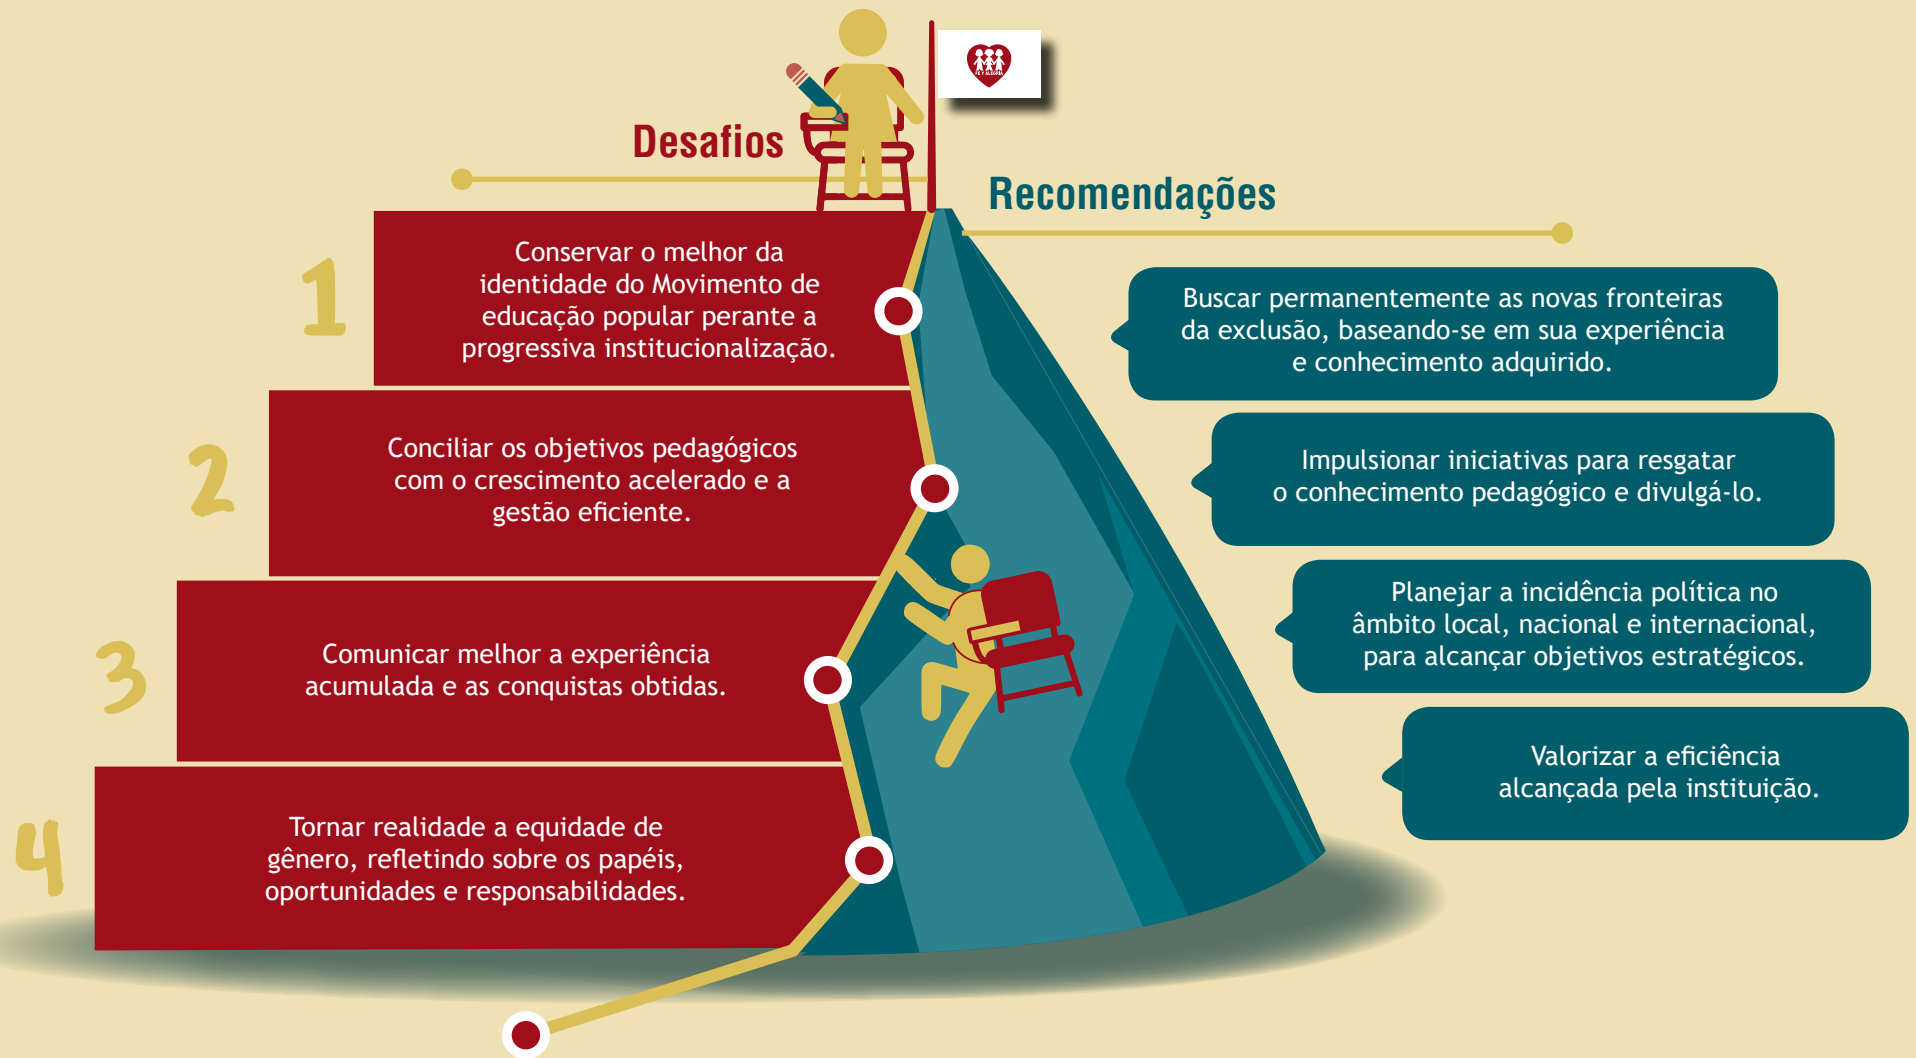 FE Y ALEGRIA
Desafios
1
Conservar o melhor da
identidade do Movimento de
educação popular perante a
progressiva institucionalização.
2
Conciliar os objetivos pedagógicos
com o crescimento acelerado e a
gestão eficiente.
3
Comunicar melhor a experiência
acumulada e as conquistas obtidas.
4
Tornar realidade a equidade de
gênero, refletindo sobre os papéis,
oportunidades e responsabilidades.
Recomendações
Buscar permanentemente as novas fronteiras
da exclusão, baseando-se em sua experiência
e conhecimento adquirido.
Impulsionar iniciativas para resgatar
o conhecimento pedagógico e divulgá-lo.
Planejar a incidência política no
âmbito local, nacional e internacional,
para alcançar objetivos estratégicos.
Valorizar a eficiência
alcançada pela instituição.